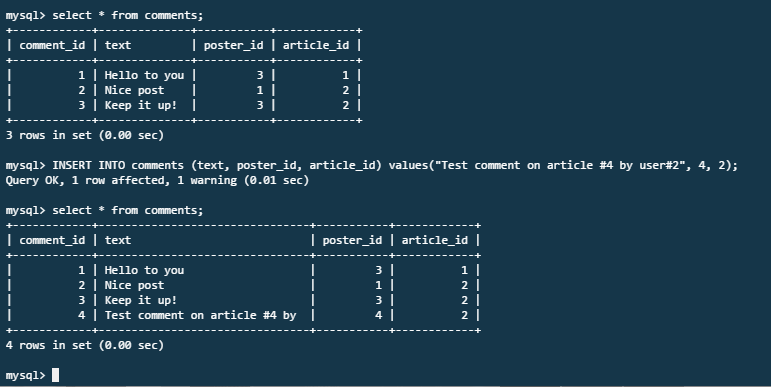 mysql> select * from comments;
+------------+--------------+-----------+------------+
| comment_id | text         | poster_id | article_id |
+------------+--------------+-----------+------------+
|          1 | Hello to you |         3 |          1 |
|          2 | Nice post    |         1 |          2 |
|          3 | Keep it up!  |         3 |          2 |
+------------+--------------+-----------+------------+
3 rows in set (0.00 sec)

mysql> INSERT INTO comments (text, poster_id, article_id) values("Test comment on article #4 by user#2", 4, 2);
Query OK, 1 row affected, 1 warning (0.01 sec)

mysql> select * from comments;
+------------+--------------------------------+-----------+------------+
| comment_id | text                           | poster_id | article_id |
+------------+--------------------------------+-----------+------------+
|          1 | Hello to you                   |         3 |          1 |
|          2 | Nice post                      |         1 |          2 |
|          3 | Keep it up!                    |         3 |          2 |
|          4 | Test comment on article #4 by  |         4 |          2 |
+------------+--------------------------------+-----------+------------+
4 rows in set (0.00 sec)

mysql>